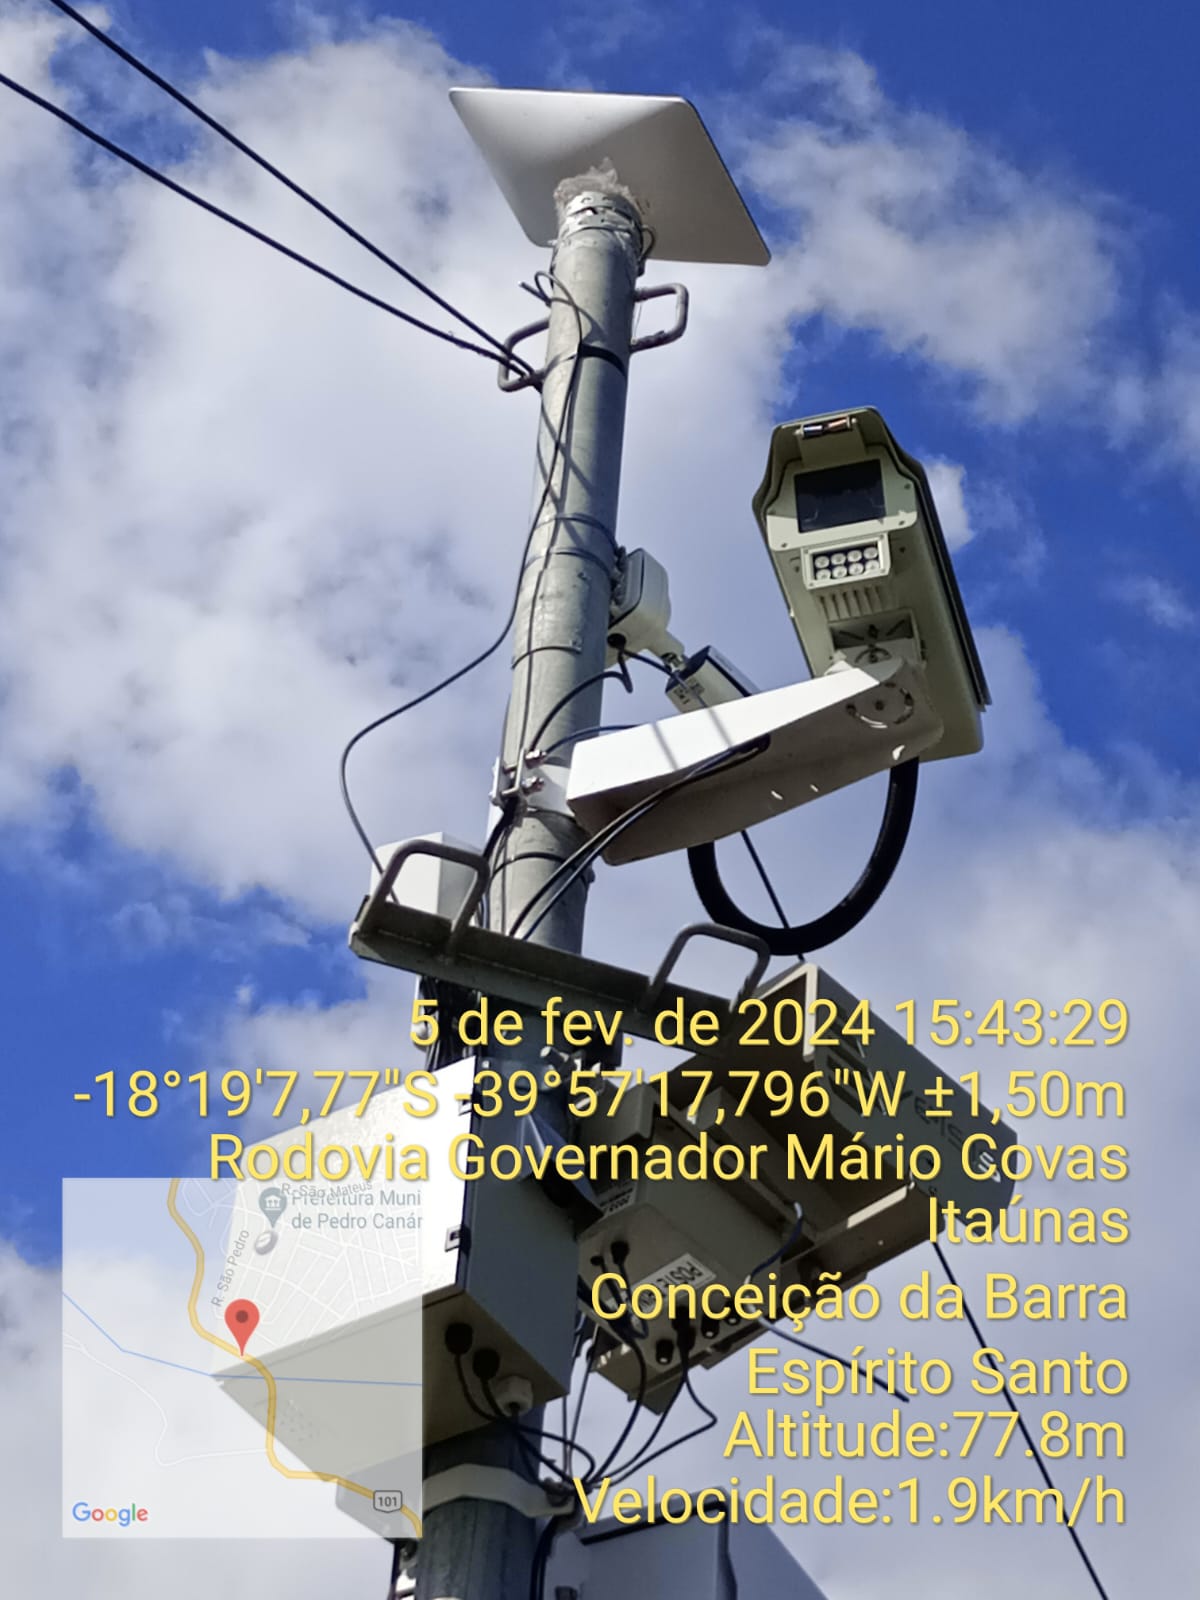 5 de fev. de 2024 15:43:29
-18°19'7,77"S -39°57'17,796"W ±1,50m
Rodovia Governador Mário Covas
Itaúnas
Conceição da Barra
Espírito Santo
Altitude:77.8m
Velocidade:1.9km/h
R. São Mateus
Prefeitura Muni
de Pedro Canár
R. São Pedro
101
Google